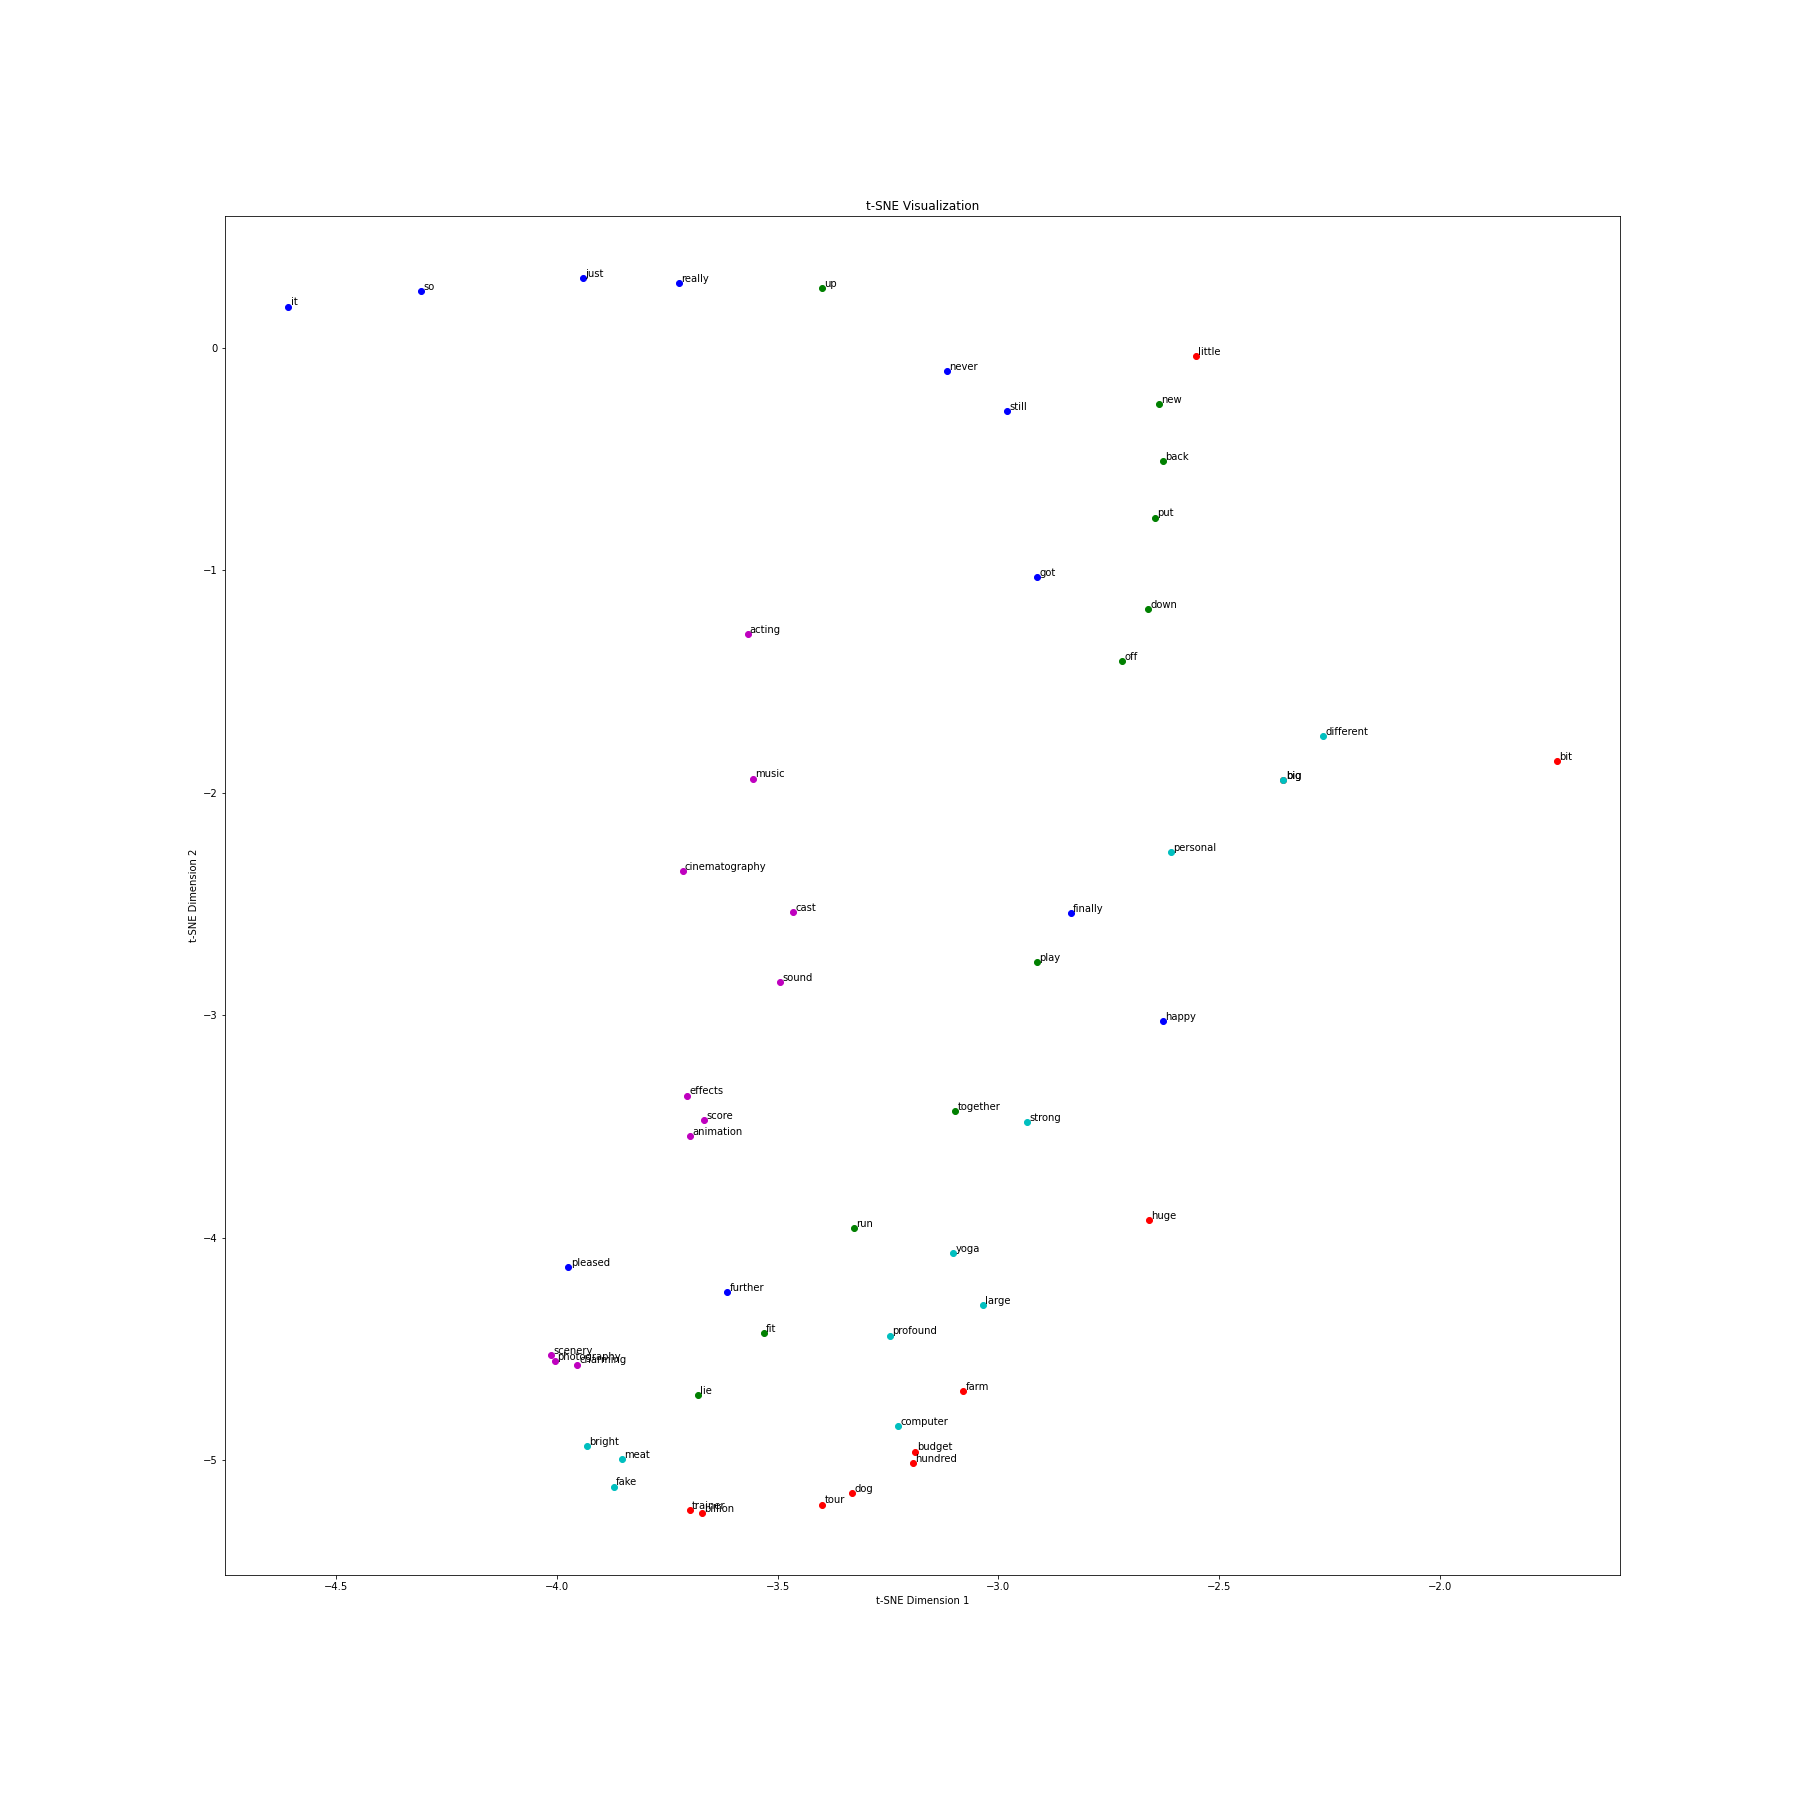 t-SNE Visualization
just
really
up
so
it
0
little
never
new
still
back
put
−1
got
down
acting
off
different
bit
music
big
−2
personal
cinematography
cast
finally
t-SNE Dimension 2
play
sound
−3
happy
effects
together
score
strong
animation
huge
run
−4
yoga
pleased
further
large
fit
profound
scenery
photography
charming
farm
lie
computer
bright
budget
meat
−5
hundred
fake
dog
tour
trainer
billion
−4.5
−4.0
−3.5
−3.0
−2.5
−2.0
t-SNE Dimension 1